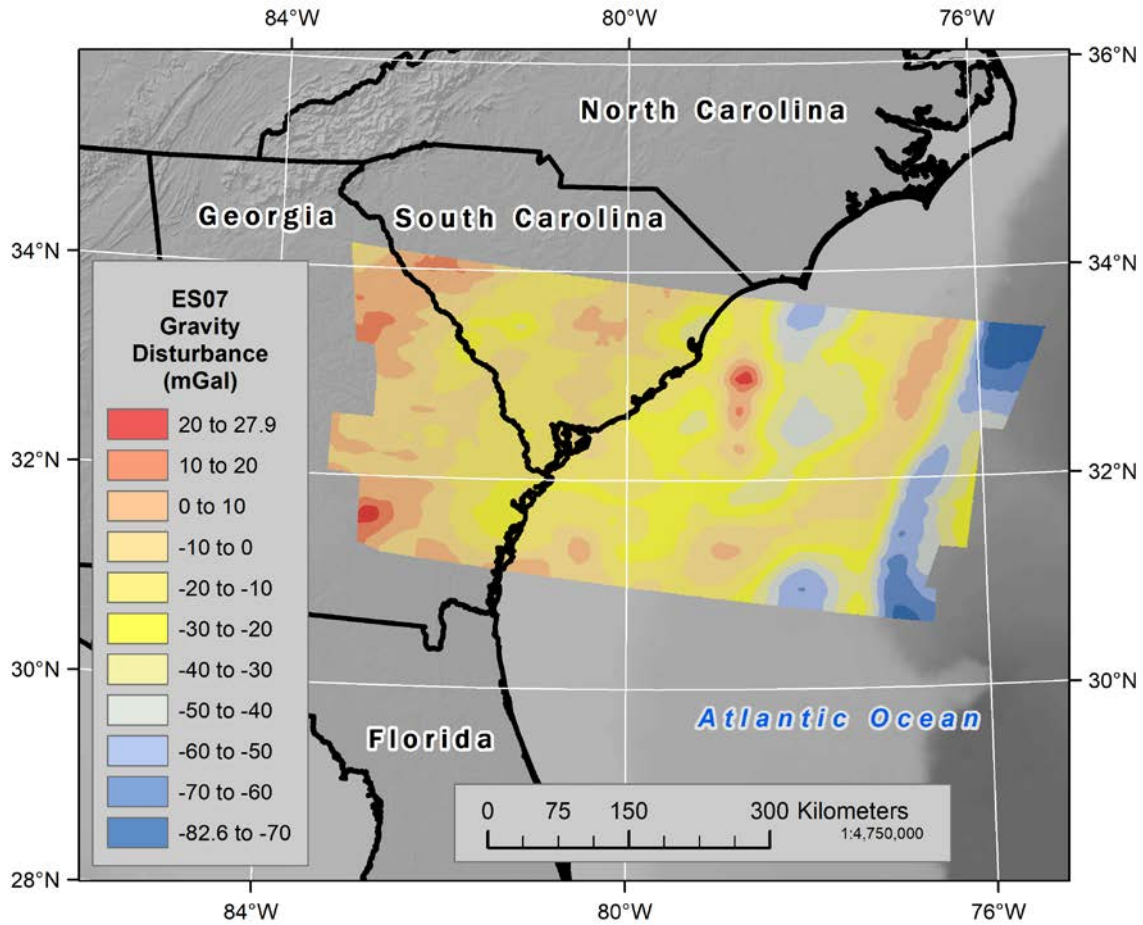 84°W 80°W 76°W
36°N
North Carolina
Georgia South Carolina
34°N 34°N
ES07
Gravity
Disturbance
(mGal)
20 to 27.9
10 to 20
0 to 10
-10 to 0
-20 to -10
-30 to -20
-40 to -30
-50 to -40
-60 to -50
-70 to -60
-82.6 to -70
32°N 32°N
30°N 30°N
Atlantic Ocean
Florida
0 75 150 300 Kilometers
1:4,750,000
28°N
84°W 80°W 76°W